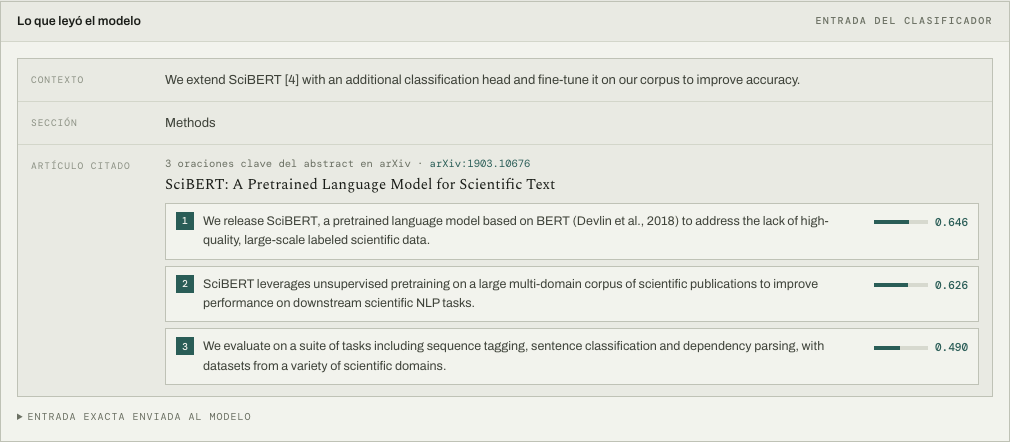 Lo que leyó el modelo
ENTRADA DEL CLASIFICADOR
CONTEXTO
We extend SciBERT [4] with an additional classification head and fine-tune it on our corpus to improve accuracy.
SECCIÓN
Methods
ARTÍCULO CITADO
3 oraciones clave del abstract en arXiv · arXiv:1903.10676
SciBERT: A Pretrained Language Model for Scientific Text
1
We release SciBERT, a pretrained language model based on BERT (Devlin et al., 2018) to address the lack of high-
quality, large-scale labeled scientific data.
0.646
2
SciBERT leverages unsupervised pretraining on a large multi-domain corpus of scientific publications to improve
performance on downstream scientific NLP tasks.
0.626
3
We evaluate on a suite of tasks including sequence tagging, sentence classification and dependency parsing, with
datasets from a variety of scientific domains.
0.490
ENTRADA EXACTA ENVIADA AL MODELO